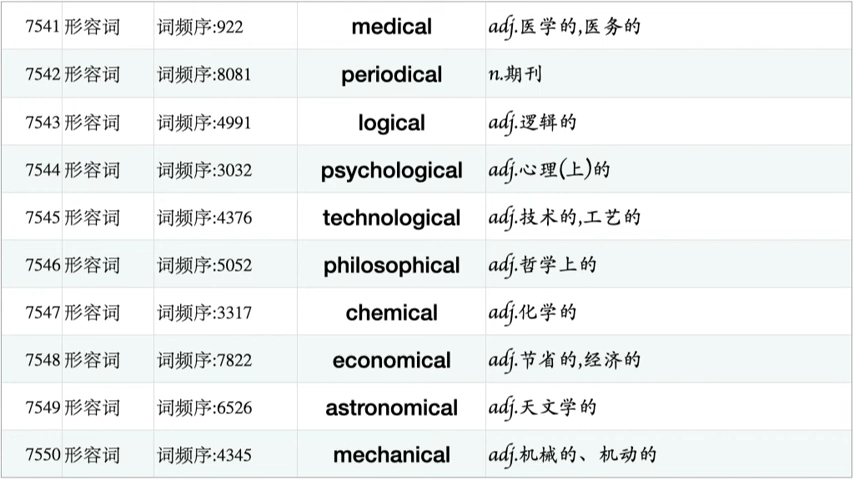 7541 形容词 词频序:922 medical adj.医学的,医务的
7542 形容词 词频序:8081 periodical n.期刊
7543 形容词 词频序:4991 logical adj.逻辑的
7544 形容词 词频序:3032 psychological adj.心理(上)的
7545 形容词 词频序:4376 technological adj.技术的,工艺的
7546 形容词 词频序:5052 philosophical adj.哲学上的
7547 形容词 词频序:3317 chemical adj.化学的
7548 形容词 词频序:7822 economical adj.节省的,经济的
7549 形容词 词频序:6526 astronomical adj.天文学的
7550 形容词 词频序:4345 mechanical adj.机械的、机动的